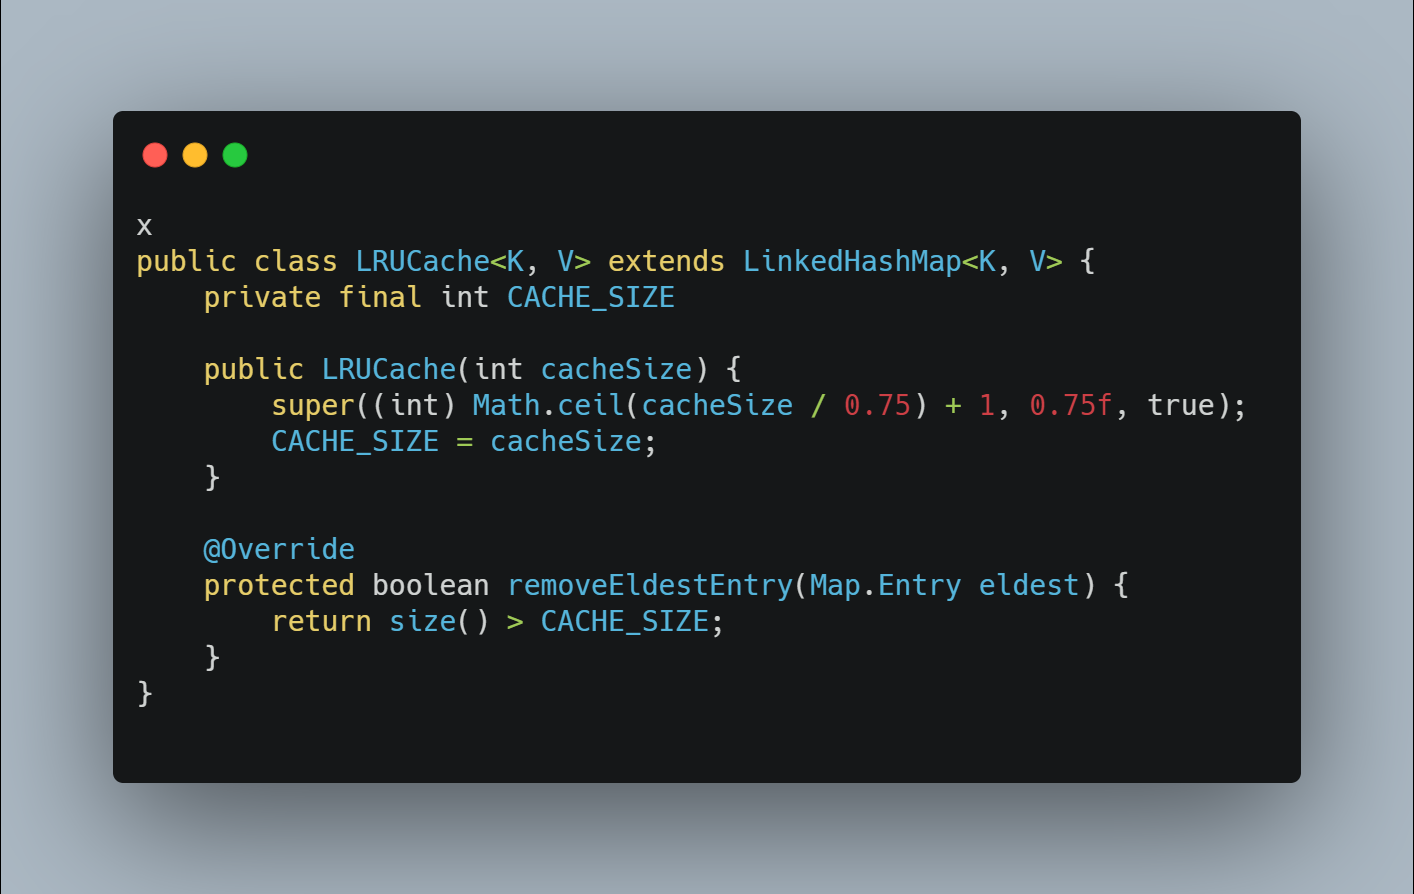 x
public class LRUCache<K, V> extends LinkedHashMap<K, V> {
    private final int CACHE_SIZE

    public LRUCache(int cacheSize) {
        super((int) Math.ceil(cacheSize / 0.75) + 1, 0.75f, true);
        CACHE_SIZE = cacheSize;
    }

    @Override
    protected boolean removeEldestEntry(Map.Entry eldest) {
        return size() > CACHE_SIZE;
    }
}